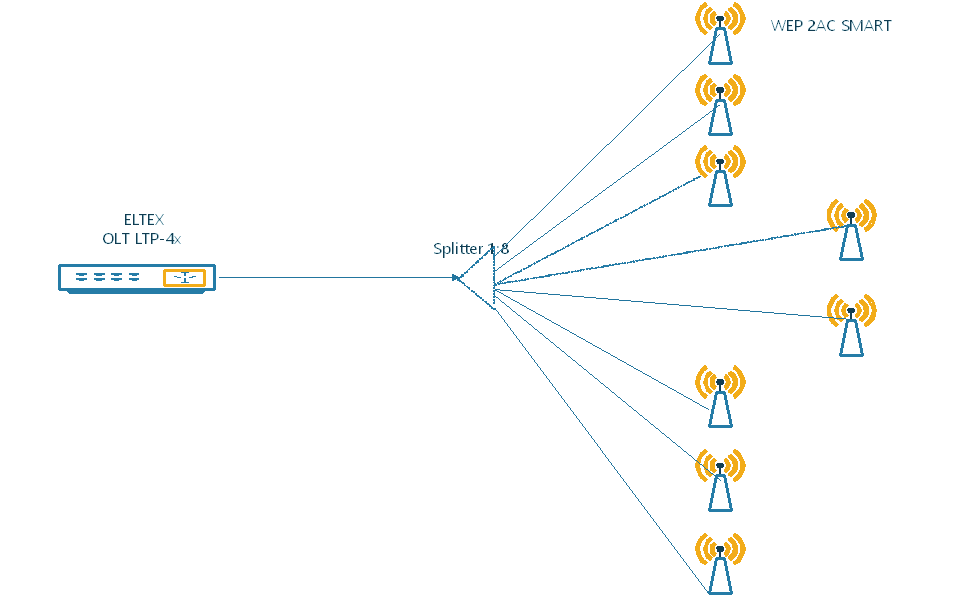 WEP 2AC SMART
ELTEX
OLT LTP-4x
Splitter 1:8